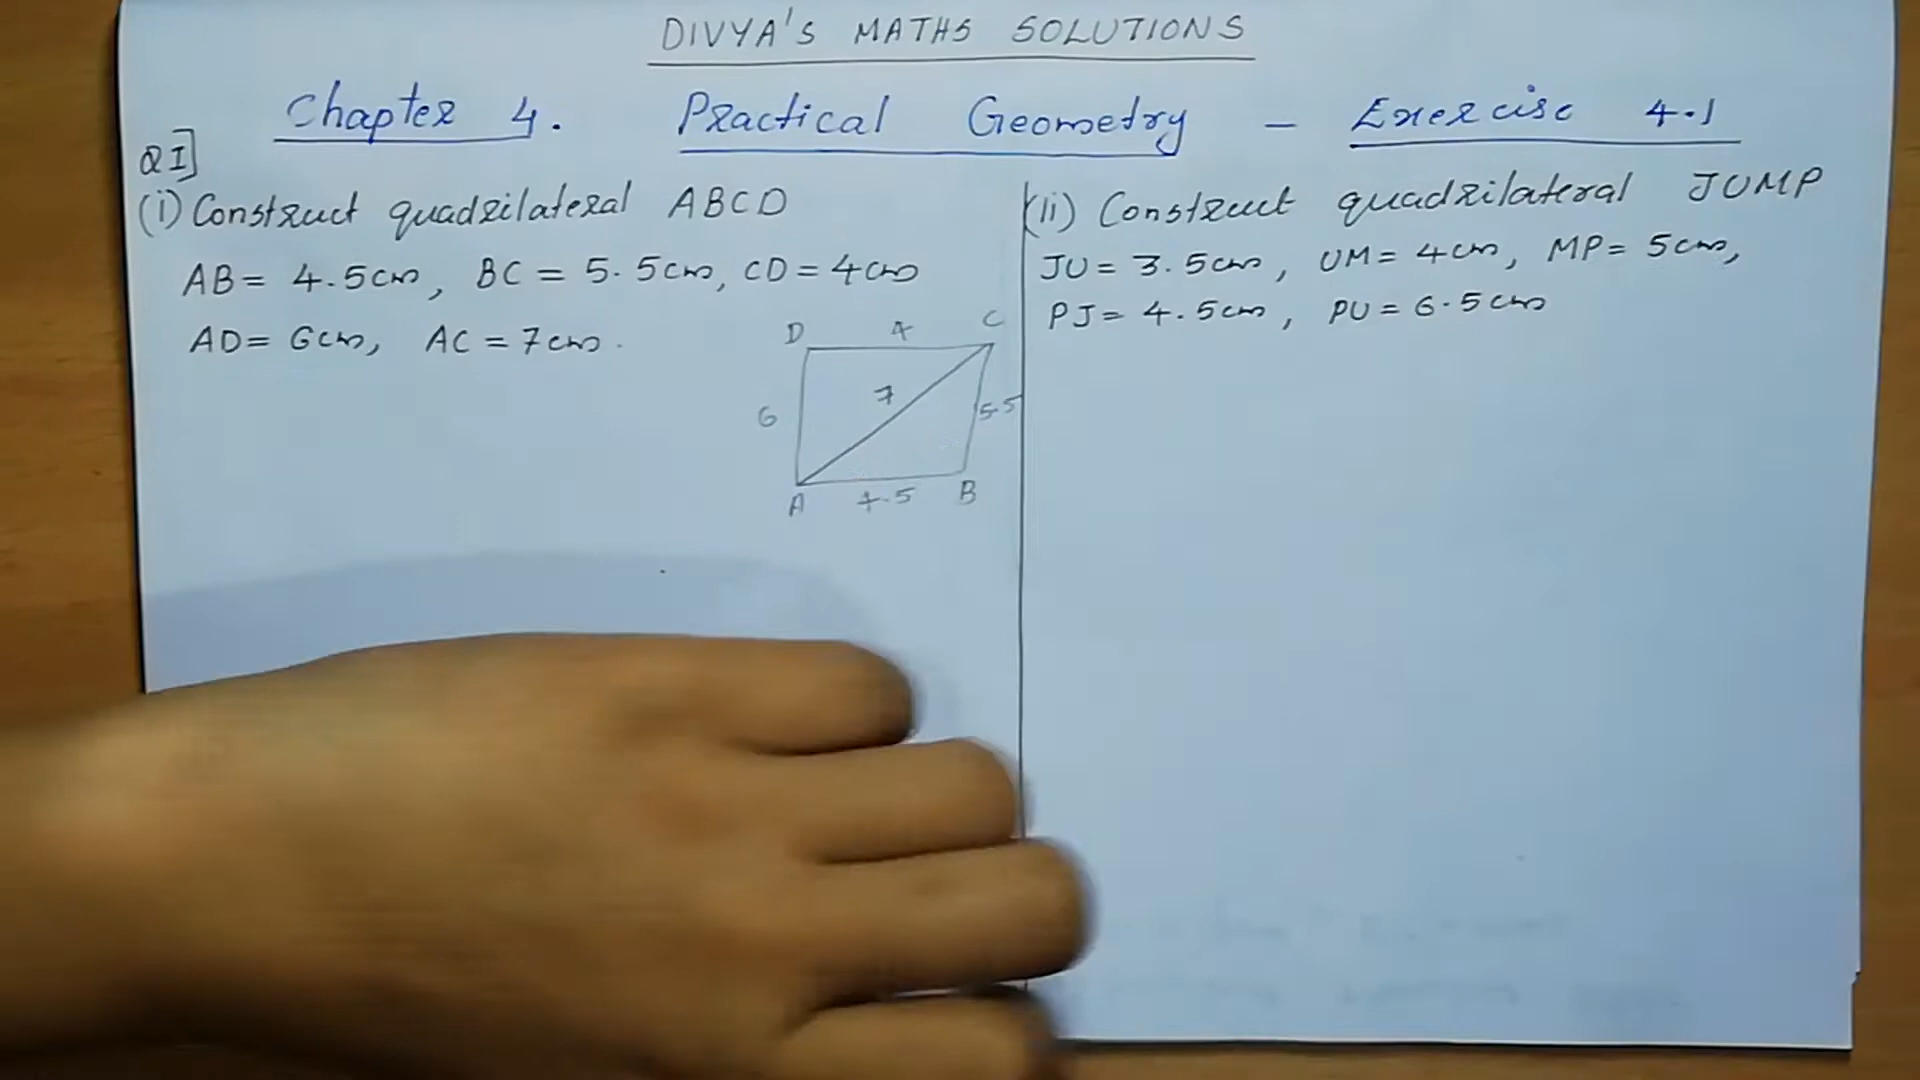 DIVYA'S MATHS SOLUTIONS
Chapter 4. Practical Geometry - Exercise 4.1
Q1]
(i) Construct quadrilateral ABCD
AB = 4.5cm, BC = 5.5cm, CD = 4cm
AD = 6cm, AC = 7cm.
D 4 C
7
6 5.5
A 4.5 B
(ii) Construct quadrilateral JUMP
JU = 3.5cm, UM = 4cm, MP = 5cm,
PJ = 4.5cm, PU = 6.5cm